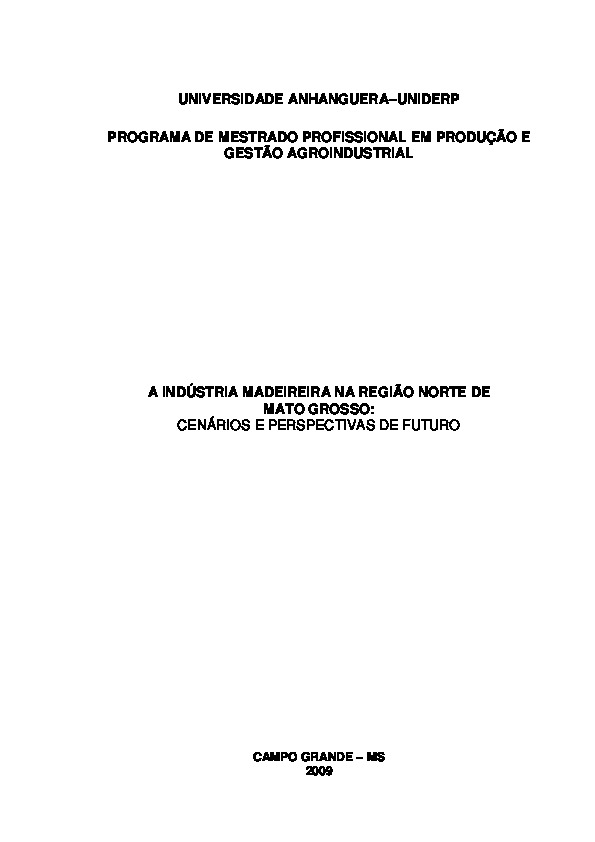 UNIVERSIDADE ANHANGUERA–UNIDERP
PROGRAMA DE MESTRADO PROFISSIONAL EM PRODUÇÃO E
GESTÃO AGROINDUSTRIAL
A INDÚSTRIA MADEIREIRA NA REGIÃO NORTE DE
MATO GROSSO:
CENÁRIOS E PERSPECTIVAS DE FUTURO
CAMPO GRANDE – MS
2009